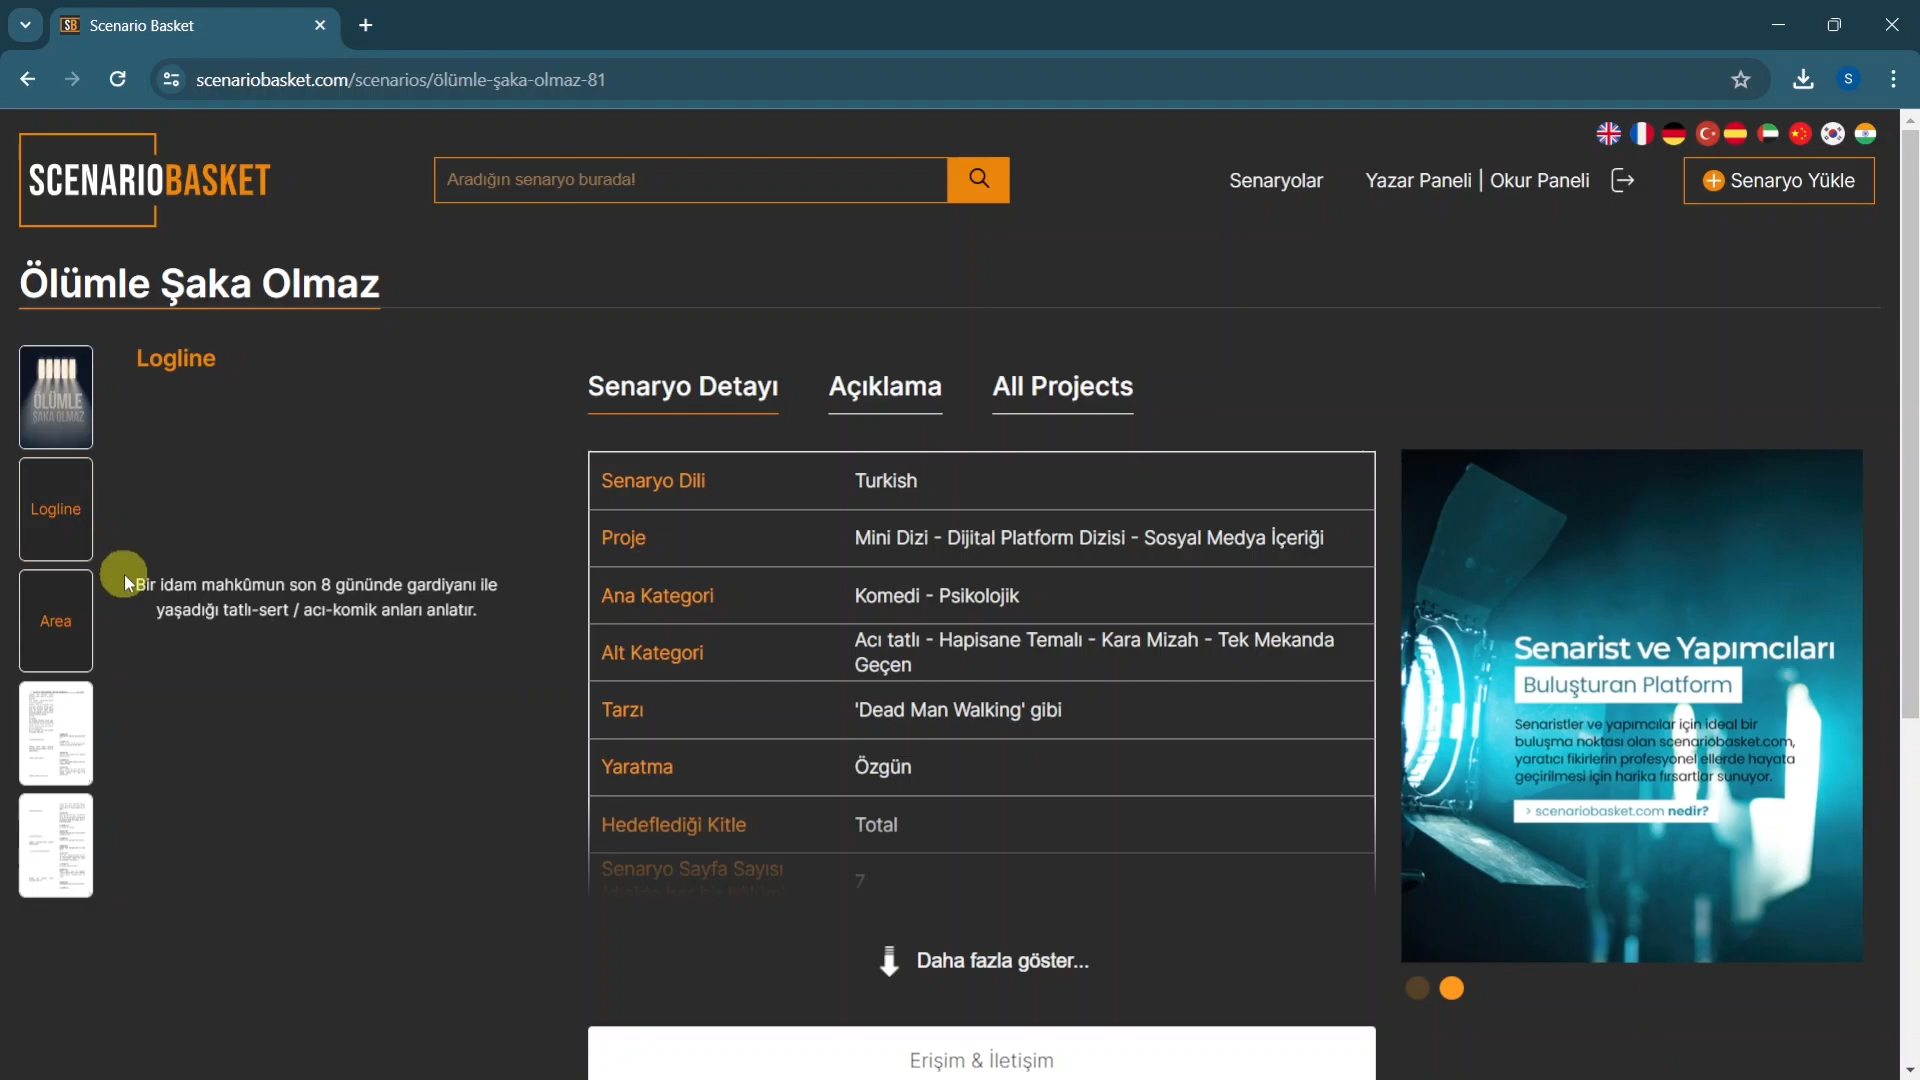 SB Scenario Basket
scenariobasket.com/scenarios/ölümle-şaka-olmaz-81
S
SCENARIOBASKET
Aradığın senaryo burada!
Senaryolar
Yazar Paneli | Okur Paneli
Senaryo Yükle
Ölümle Şaka Olmaz
ÖLÜMLE
ŞAKA OLMAZ
Logline
Area
Logline
Bir idam mahkûmun son 8 gününde gardiyanı ile
yaşadığı tatlı-sert / acı-komik anları anlatır.
Senaryo Detayı
Açıklama
All Projects
Senaryo Dili Turkish
Proje Mini Dizi - Dijital Platform Dizisi - Sosyal Medya İçeriği
Ana Kategori Komedi - Psikolojik
Alt Kategori Acı tatlı - Hapisane Temalı - Kara Mizah - Tek Mekanda
Geçen
Tarzı 'Dead Man Walking' gibi
Yaratma Özgün
Hedeflediği Kitle Total
Senaryo Sayfa Sayısı 7
Daha fazla göster...
Erişim & İletişim
Senarist ve Yapımcıları
Buluşturan Platform
Senaristler ve yapımcılar için ideal bir
buluşma noktası olan scenariobasket.com,
yaratıcı fikirlerin profesyonel ellerde hayata
geçirilmesi için harika fırsatlar sunuyor.
> scenariobasket.com nedir?